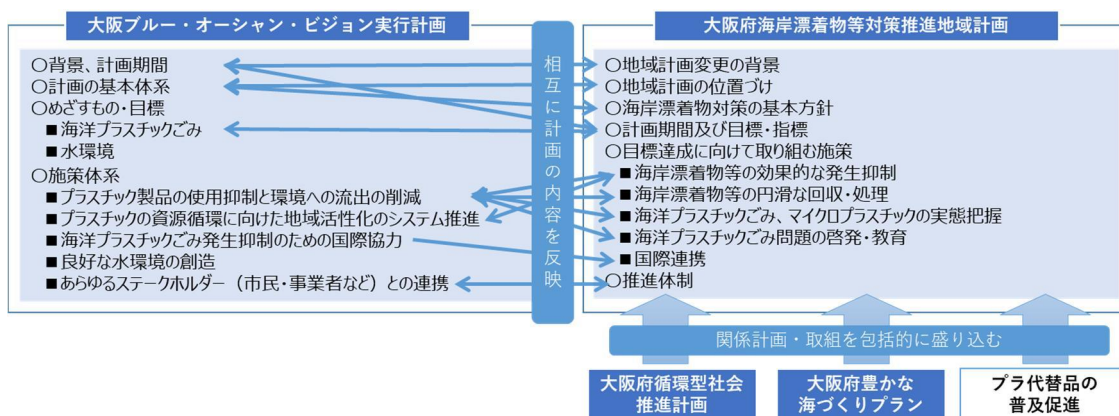 大阪ブルー・オーシャン・ビジョン実行計画
〇背景、計画期間
〇計画の基本体系
〇めざすもの・目標
■海洋プラスチックごみ
■水環境
〇施策体系
■プラスチック製品の使用抑制と環境への流出の削減
■プラスチックの資源循環に向けた地域活性化のシステム推進
■海洋プラスチックごみ発生抑制のための国際協力
■良好な水環境の創造
■あらゆるステークホルダー（市民・事業者など）との連携
相互に計画の内容を反映
大阪府海岸漂着物等対策推進地域計画
〇地域計画変更の背景
〇地域計画の位置づけ
〇海岸漂着物対策の基本方針
〇計画期間及び目標・指標
〇目標達成に向けて取り組む施策
■海岸漂着物等の効果的な発生抑制
■海岸漂着物等の円滑な回収・処理
■海洋プラスチックごみ、マイクロプラスチックの実態把握
■海洋プラスチックごみ問題の啓発・教育
■国際連携
〇推進体制
関係計画・取組を包括的に盛り込む
大阪府循環型社会
推進計画
大阪府豊かな
海づくりプラン
プラ代替品の
普及促進